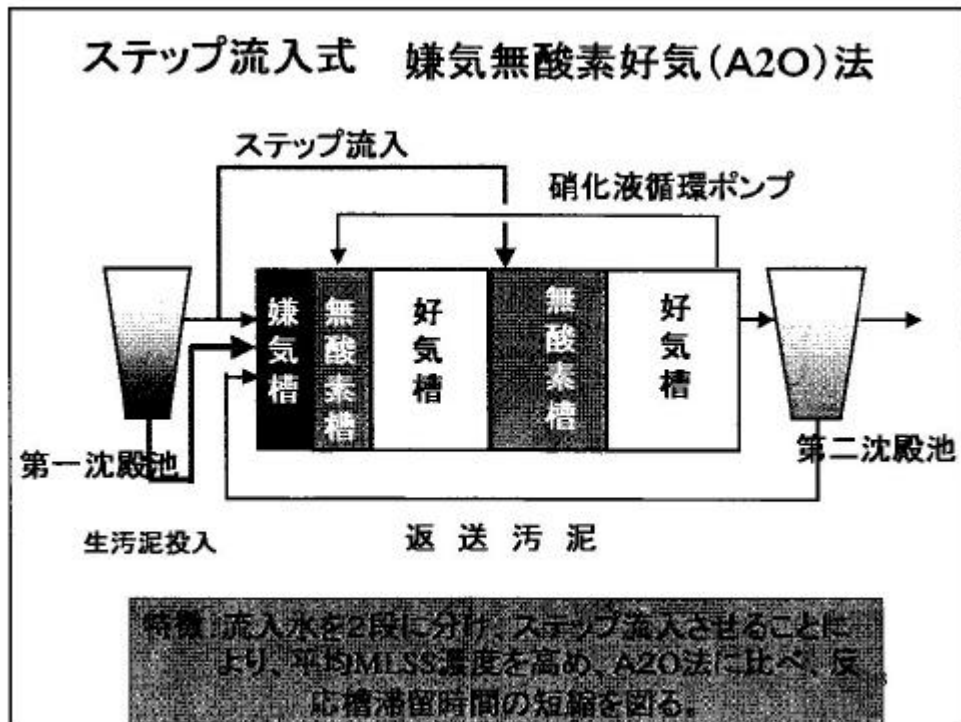 ステップ流入式 嫌気無酸素好気(A2O)法
ステップ流入
硝化液循環ポンプ
嫌気槽
無酸素槽
好気槽
無酸素槽
好気槽
第一沈殿池
第二沈殿池
生汚泥投入
返送汚泥
特徴:流入水を2段に分け、ステップ流入させることに
より、平均MLSS濃度を高め、A2O法に比べ、反
応槽滞留時間の短縮を図る。